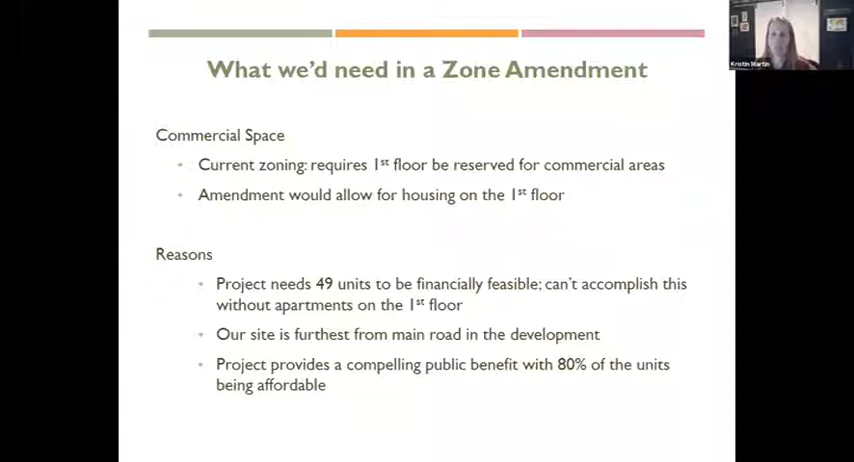 What we'd need in a Zone Amendment
Kristin Martin
Commercial Space
Current zoning: requires 1st floor be reserved for commercial areas
Amendment would allow for housing on the 1st floor
Reasons
Project needs 49 units to be financially feasible; can't accomplish this
without apartments on the 1st floor
Our site is furthest from main road in the development
Project provides a compelling public benefit with 80% of the units
being affordable